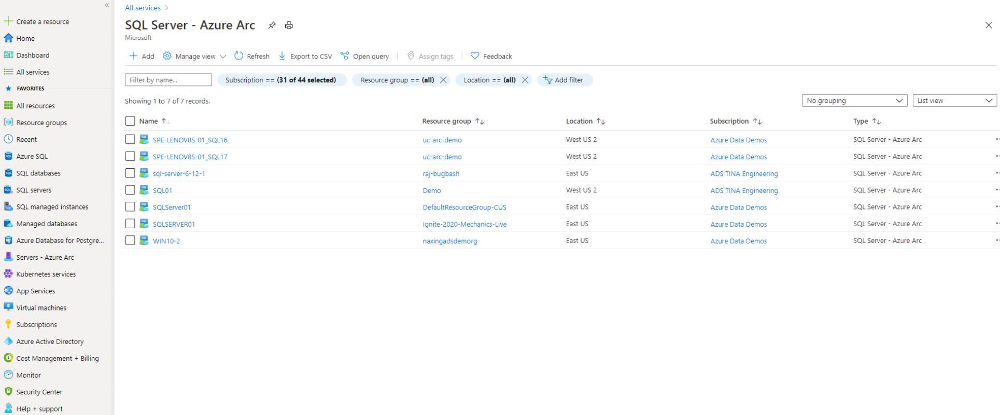 «
All services >
Create a resource
SQL Server - Azure Arc
Microsoft
Home
Dashboard
Add Manage view Refresh Export to CSV Open query Assign tags Feedback
All services
Filter by name... Subscription == (31 of 44 selected) Resource group == (all) Location == (all) Add filter
FAVORITES
Showing 1 to 7 of 7 records. No grouping List view
All resources
Resource groups
Recent
Azure SQL
SQL databases
SQL servers
SQL managed instances
Managed databases
Azure Database for Postgre...
Servers - Azure Arc
Kubernetes services
App Services
Virtual machines
Subscriptions
Azure Active Directory
Cost Management + Billing
Monitor
Security Center
Help + support
Name Resource group Location Subscription Type
SPE-LENOV8S-01_SQL16 uc-arc-demo West US 2 Azure Data Demos SQL Server - Azure Arc
SPE-LENOV8S-01_SQL17 uc-arc-demo West US 2 Azure Data Demos SQL Server - Azure Arc
sql-server-6-12-1 raj-bugbash East US ADS TINA Engineering SQL Server - Azure Arc
SQL01 Demo West US 2 ADS TINA Engineering SQL Server - Azure Arc
SQLServer01 DefaultResourceGroup-CUS East US Azure Data Demos SQL Server - Azure Arc
SQLSERVER01 Ignite-2020-Mechanics-Live East US Azure Data Demos SQL Server - Azure Arc
WIN10-2 naxingadsdemorg East US Azure Data Demos SQL Server - Azure Arc